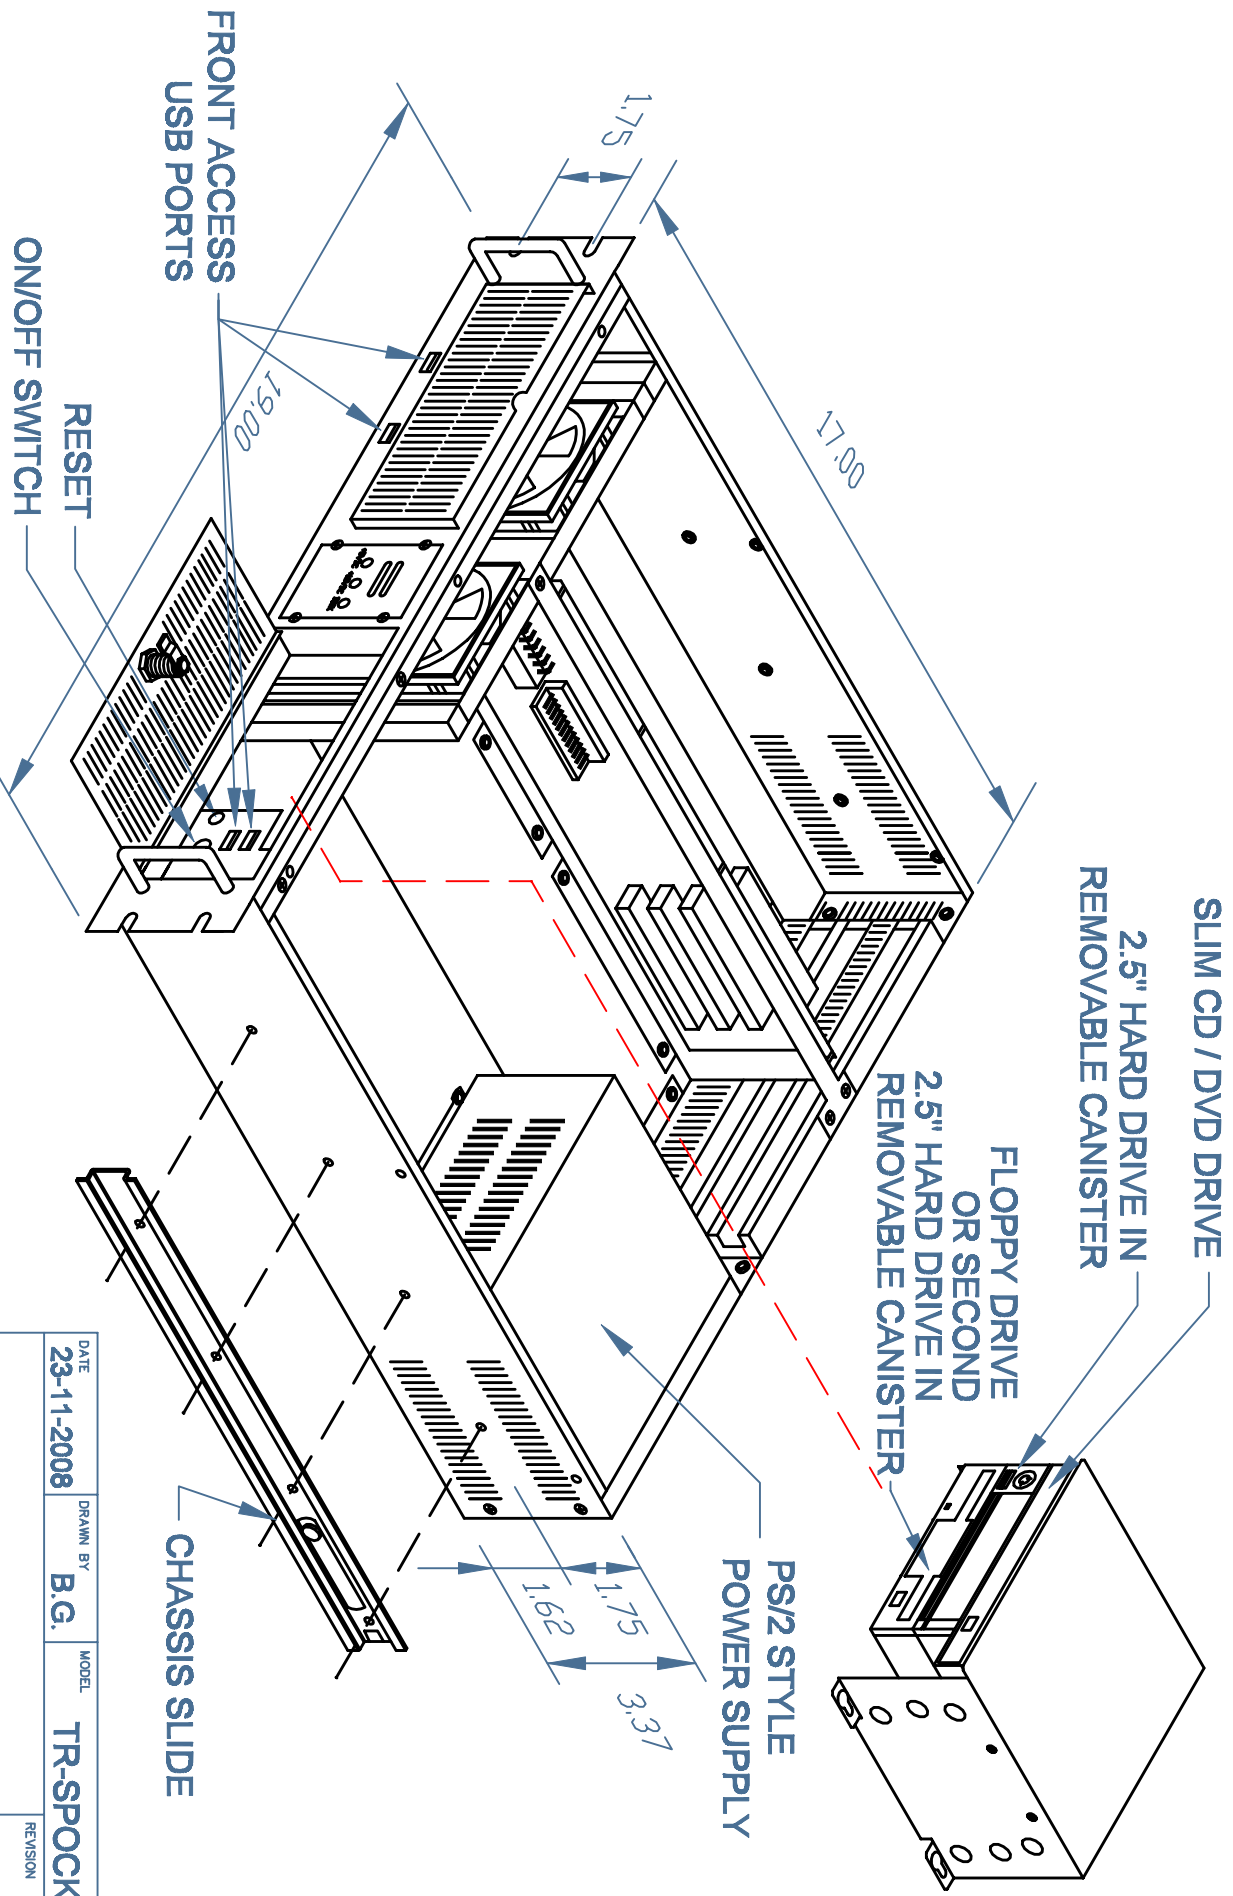 SLIM CD / DVD DRIVE
2.5" HARD DRIVE IN
REMOVABLE CANISTER
FLOPPY DRIVE
OR SECOND
2.5" HARD DRIVE IN
REMOVABLE CANISTER
17.00
1.75
19.00
FRONT ACCESS
USB PORTS
RESET
ON/OFF SWITCH
PS/2 STYLE
POWER SUPPLY
1.75
1.62
3.37
CHASSIS SLIDE
DATE
23-11-2008
DRAWN BY
B.G.
MODEL
TR-SPOCK
REVISION